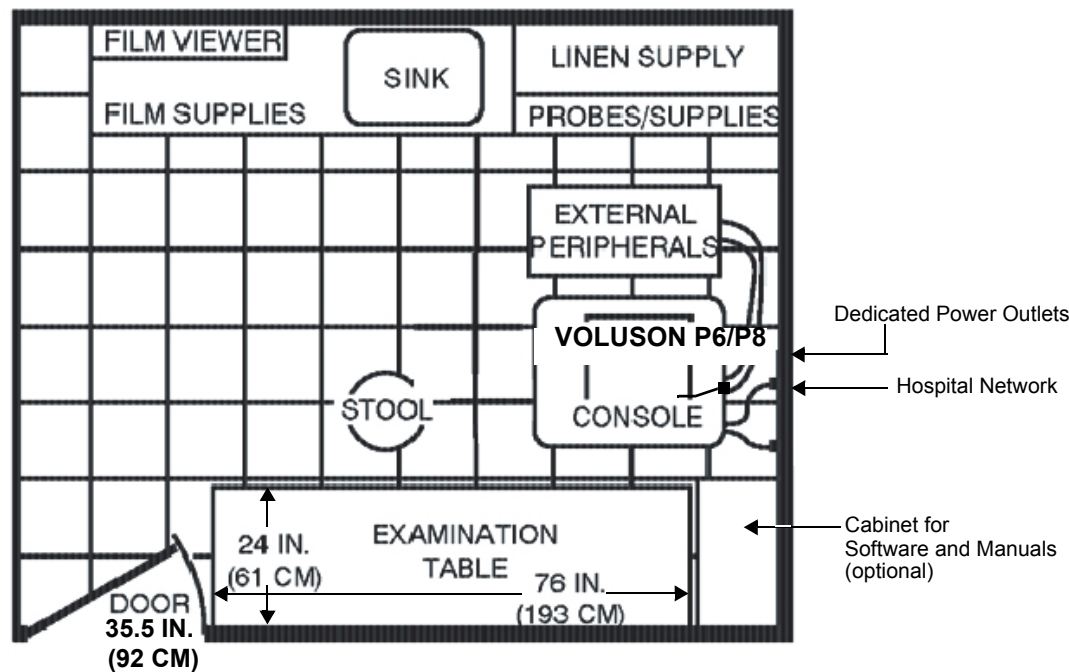 FILM VIEWER
SINK
LINEN SUPPLY
FILM SUPPLIES
PROBES/SUPPLIES
EXTERNAL
PERIPHERALS
VOLUSON P6/P8
CONSOLE
STOOL
Dedicated Power Outlets
Hospital Network
Cabinet for
Software and Manuals
(optional)
EXAMINATION
TABLE
24 IN.
(61 CM)
76 IN.
(193 CM)
DOOR
35.5 IN.
(92 CM)